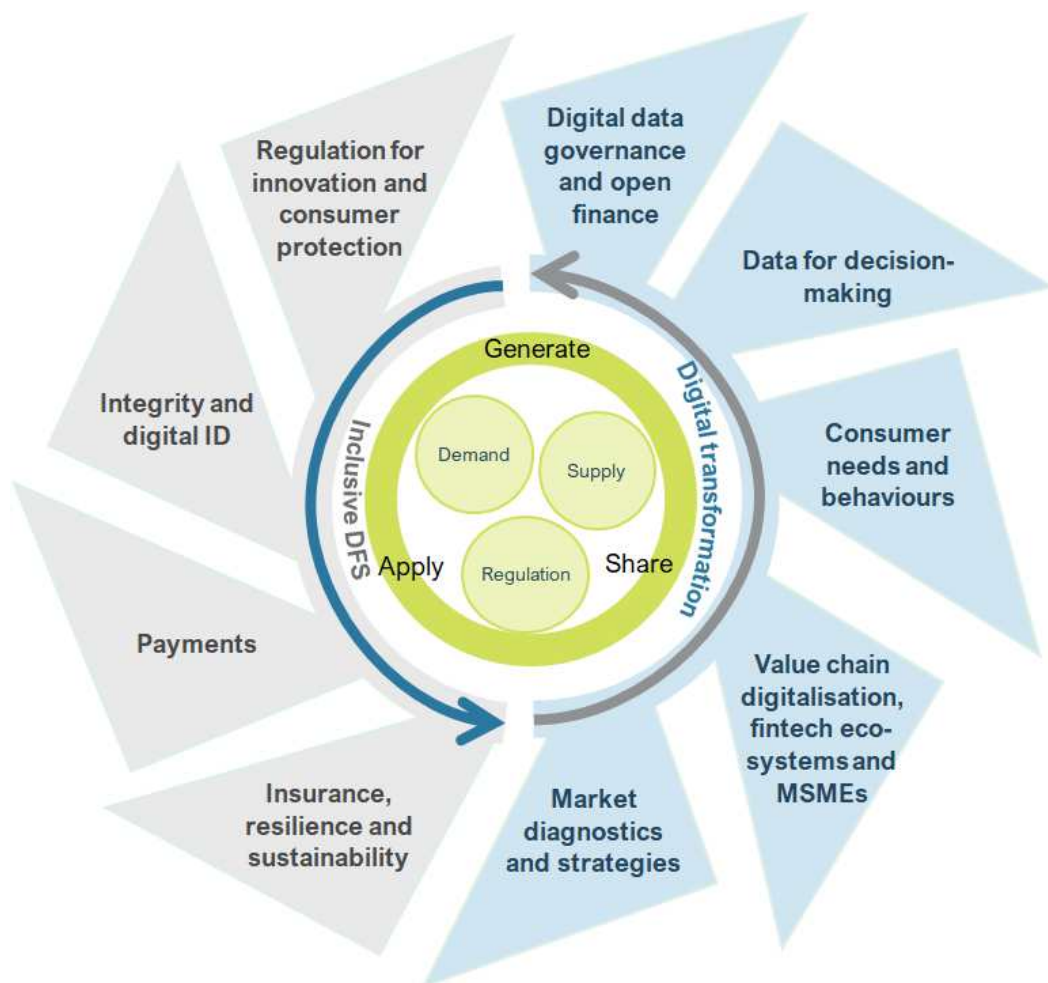 Digital data
governance
and open
finance
Data for decision-
making
Consumer
needs and
behaviours
Value chain
digitalisation,
fintech eco-
systems and
MSMEs
Market
diagnostics
and strategies
Insurance,
resilience and
sustainability
Payments
Integrity and
digital ID
Regulation for
innovation and
consumer
protection
Inclusive DFS
Digital transformation
Generate
Share
Apply
Demand
Supply
Regulation